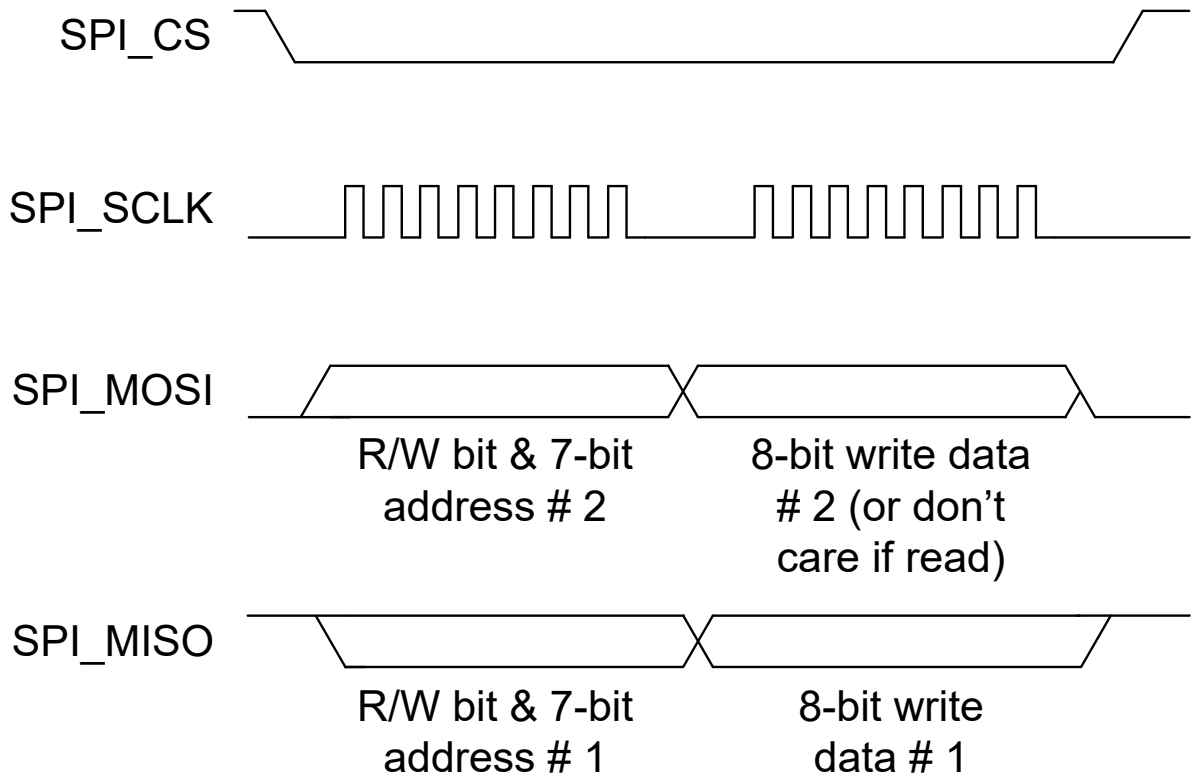 SPI_CS
SPI_SCLK
SPI_MOSI
R/W bit & 7-bit
address # 2
8-bit write data
# 2 (or don’t
care if read)
SPI_MISO
R/W bit & 7-bit
address # 1
8-bit write
data # 1